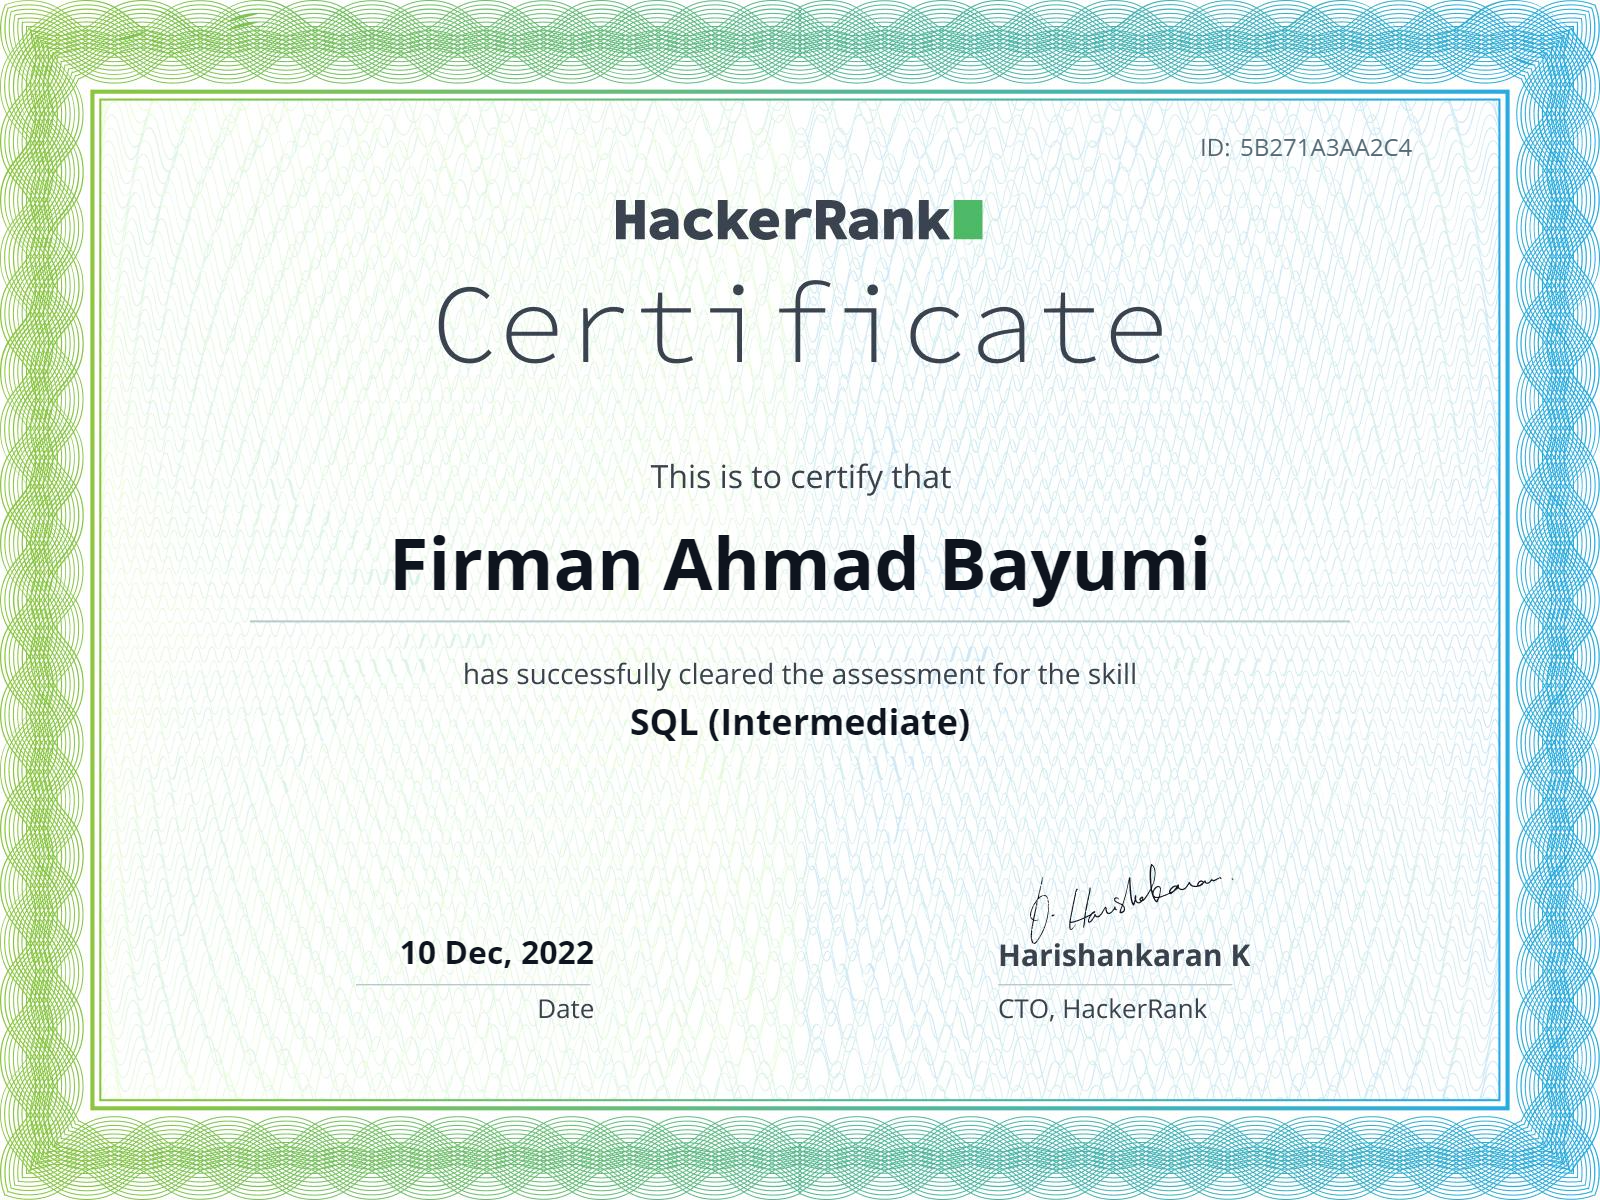 ID: 5B271A3AA2C4
HackerRank
Certificate
This is to certify that
Firman Ahmad Bayumi
has successfully cleared the assessment for the skill
SQL (Intermediate)
10 Dec, 2022
Date
Harishankaran K
CTO, HackerRank